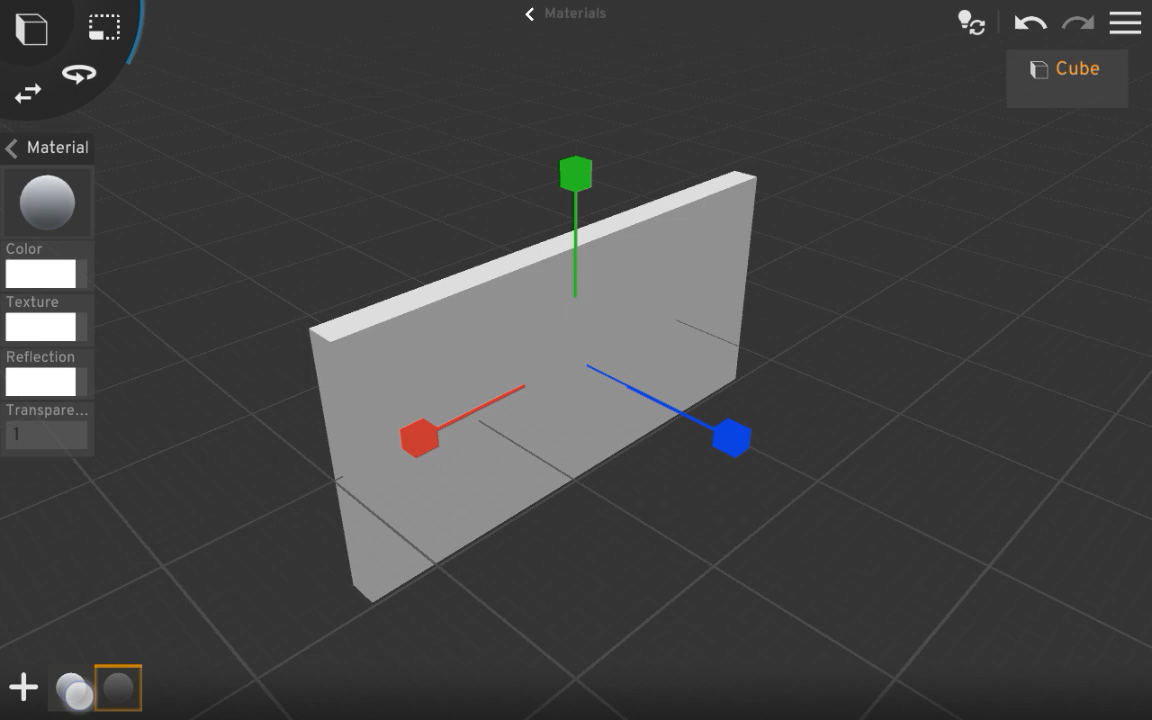 Materials
Cube
Material
Color
Texture
Reflection
Transpare...
1